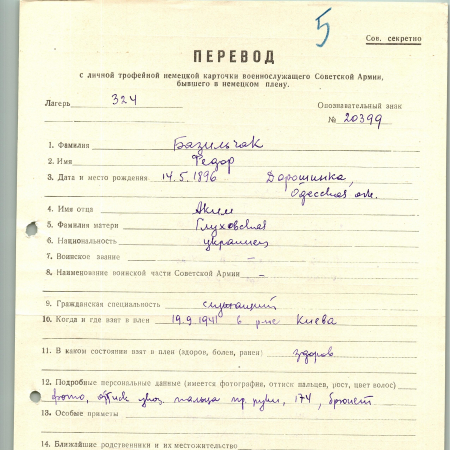 5
Сов. секретно
ПЕРЕВОД
с личной трофейной немецкой карточки военнослужащего Советской Армии,
бывшего в немецком плену.
Лагерь 324
Опознавательный знак
№ 20399
1. Фамилия Базильчак
2. Имя Федор
3. Дата и место рождения 14.5.1896 Дорошинка,
Одесская обл.
4. Имя отца Аким
5. Фамилия матери Глуховская
6. Национальность украинец
7. Воинское звание —
8. Наименование воинской части Советской Армии —
9. Гражданская специальность служащий
10. Когда и где взят в плен 19.9.1941 в р-не Киева
11. В каком состоянии взят в плен (здоров, болен, ранен) здоров
12. Подробные персональные данные (имеется фотография, оттиск пальцев, рост, цвет волос)
фото, оттиск указ. пальца пр. руки, 174, брюнет
13. Особые приметы
14. Ближайшие родственники и их местожительство